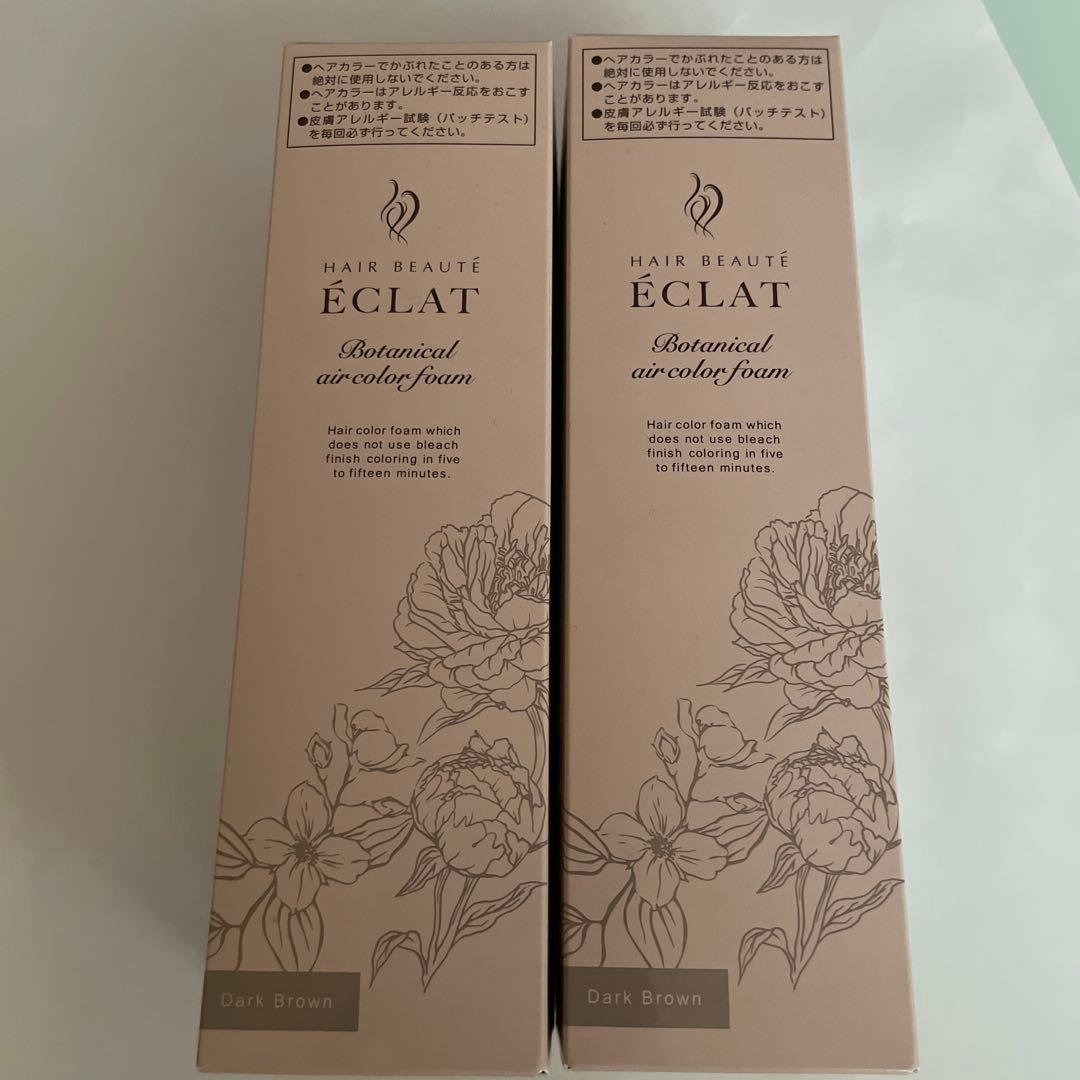 ●ヘアカラーでかぶれたことのある方は
絶対に使用しないでください。
●ヘアカラーはアレルギー反応をおこす
ことがあります。
●皮膚アレルギー試験（パッチテスト）
を毎回必ず行ってください。
HAIR BEAUTÉ
ÉCLAT
Botanical
air color foam
Hair color foam which
does not use bleach
finish coloring in five
to fifteen minutes.
Dark Brown
●ヘアカラーでかぶれたことのある方は
絶対に使用しないでください。
●ヘアカラーはアレルギー反応をおこす
ことがあります。
●皮膚アレルギー試験（パッチテスト）
を毎回必ず行ってください。
HAIR BEAUTÉ
ÉCLAT
Botanical
air color foam
Hair color foam which
does not use bleach
finish coloring in five
to fifteen minutes.
Dark Brown